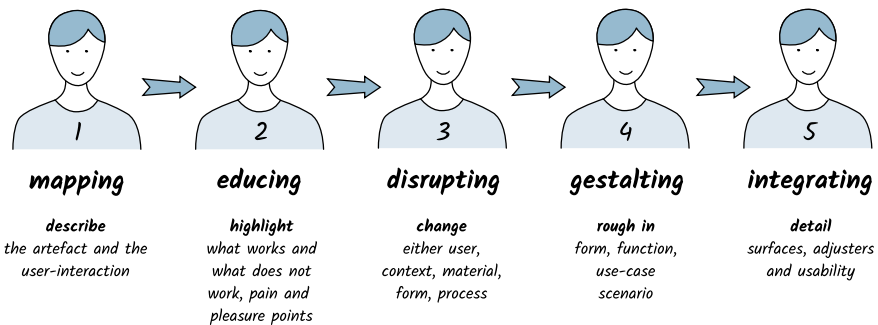 1
2
3
4
5
mapping
educing
disrupting
gestalting
integrating
describe
the artefact and the
user-interaction
highlight
what works and
what does not
work, pain and
pleasure points
change
either user,
context, material,
form, process
rough in
form, function,
use-case
scenario
detail
surfaces, adjusters
and usability